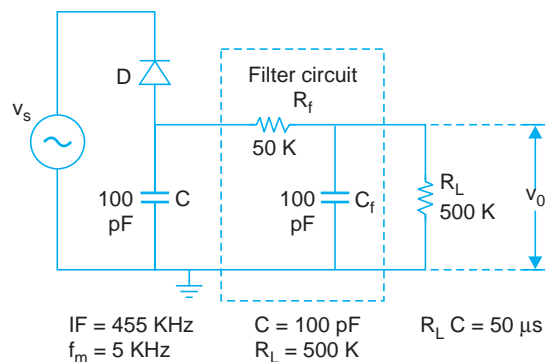 Filter circuit
D
R_f
v_s
50 K
100 pF
C
100 pF
C_f
R_L
500 K
v_0
IF = 455 KHz
C = 100 pF
R_L C = 50 μs
f_m = 5 KHz
R_L = 500 K